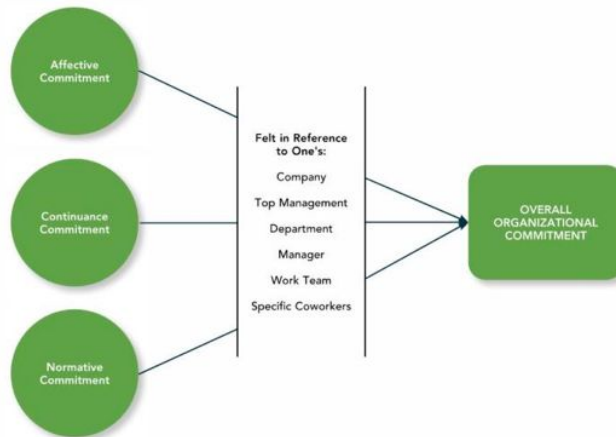 Affective
Commitment
Continuance
Commitment
Normative
Commitment
Felt in Reference
to One's:
Company
Top Management
Department
Manager
Work Team
Specific Coworkers
OVERALL
ORGANIZATIONAL
COMMITMENT